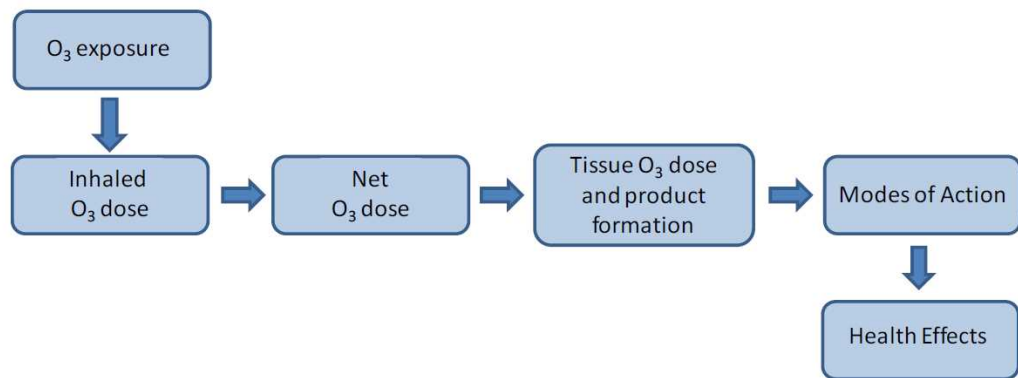 O₃ exposure
Inhaled
O₃ dose
Net
O₃ dose
Tissue O₃ dose
and product
formation
Modes of Action
Health Effects